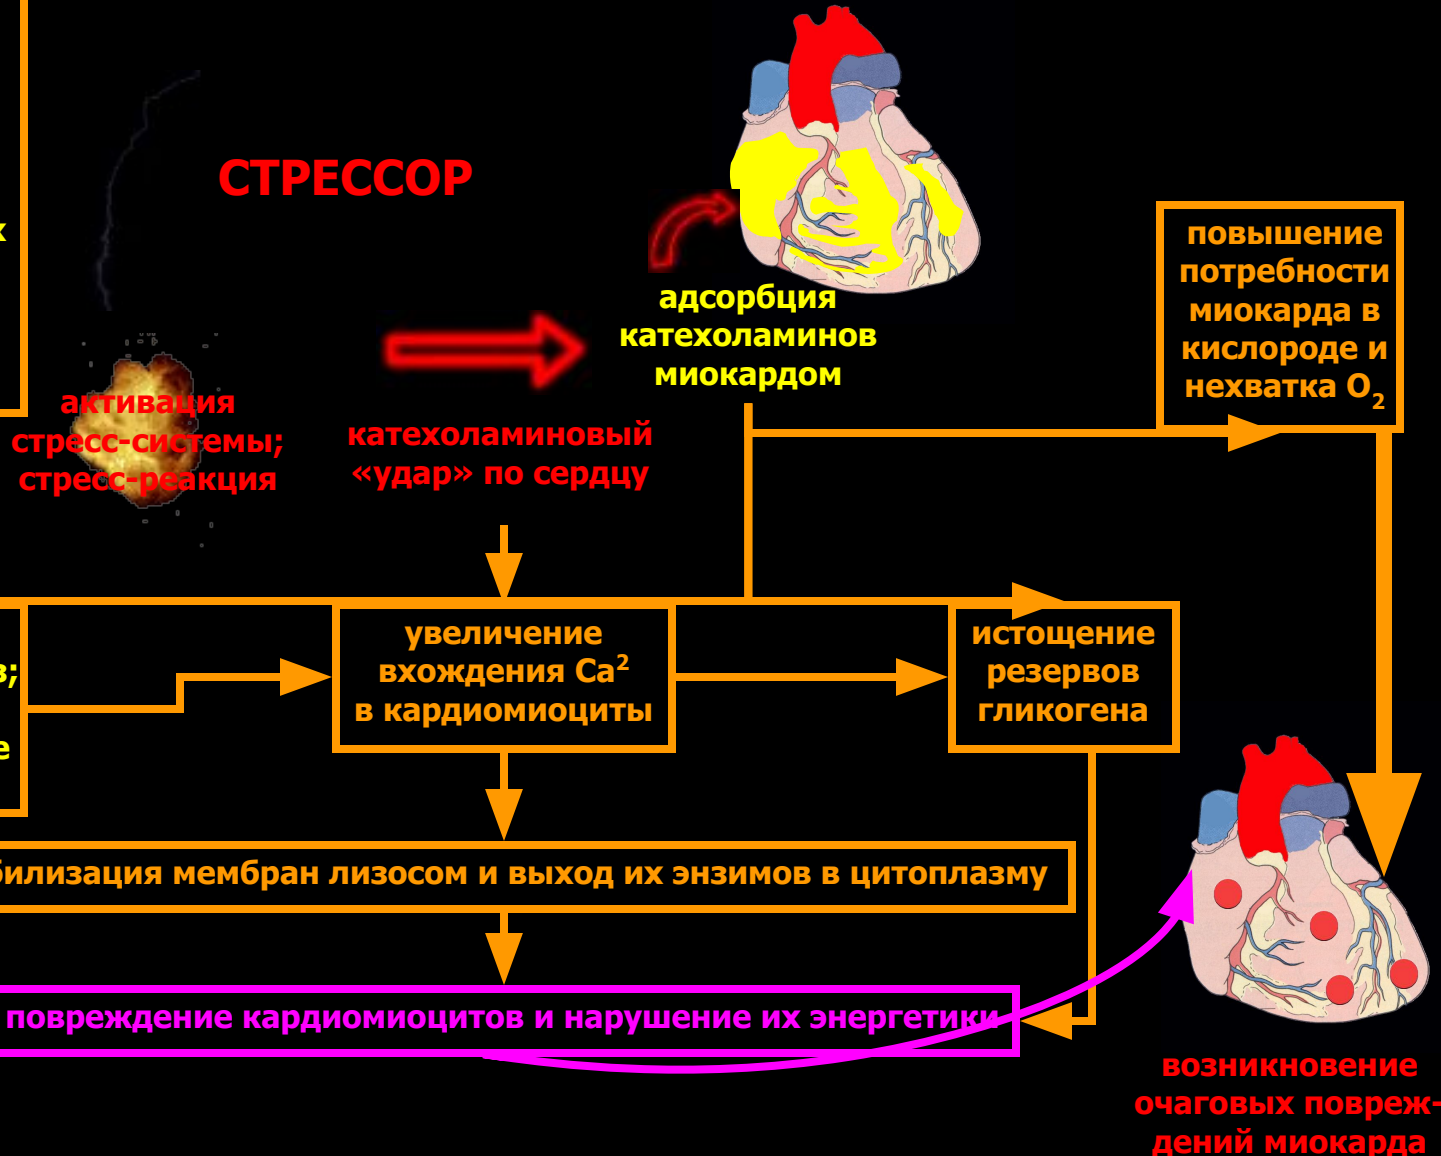 СТРЕССОР
х
адсорбция
катехоламинов
миокардом
повышение
потребности
миокарда в
кислороде и
нехватка O₂
активация
стресс-системы;
стресс-реакция
катехоламиновый
«удар» по сердцу
в;
е
увеличение
вхождения Ca²
в кардиомиоциты
истощение
резервов
гликогена
билизация мембран лизосом и выход их энзимов в цитоплазму
повреждение кардиомиоцитов и нарушение их энергетики
возникновение
очаговых повреж-
дений миокарда